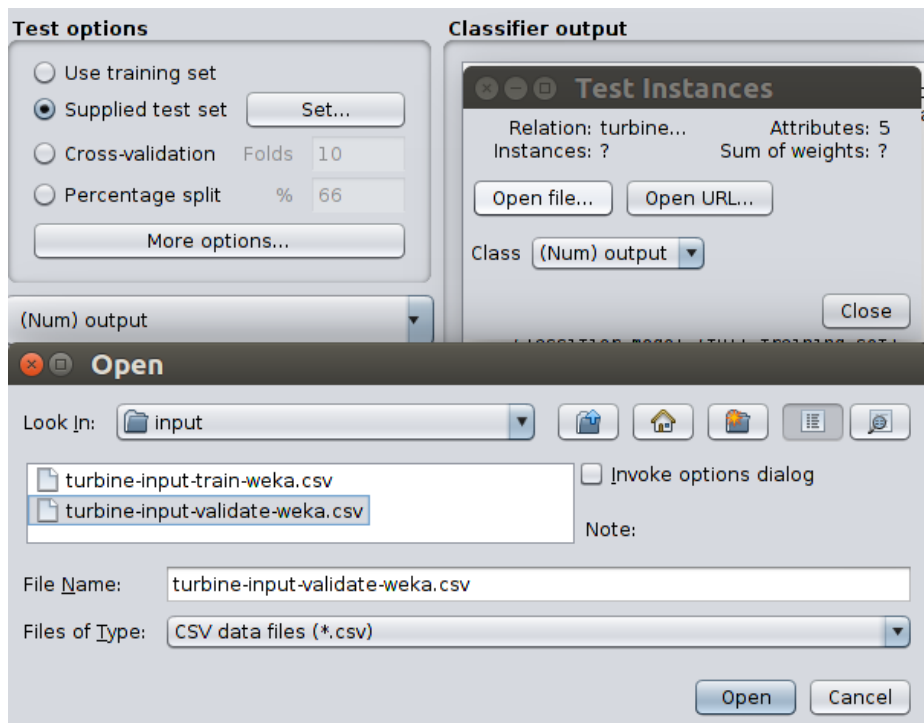 Test options
Use training set
Supplied test set Set...
Cross-validation Folds 10
Percentage split % 66
More options...
(Num) output
Classifier output
Test Instances
Relation: turbine... Attributes: 5
Instances: ? Sum of weights: ?
Open file... Open URL...
Class (Num) output
Close
Open
Look In: input
turbine-input-train-weka.csv
turbine-input-validate-weka.csv
Invoke options dialog
Note:
File Name: turbine-input-validate-weka.csv
Files of Type: CSV data files (*.csv)
Open Cancel